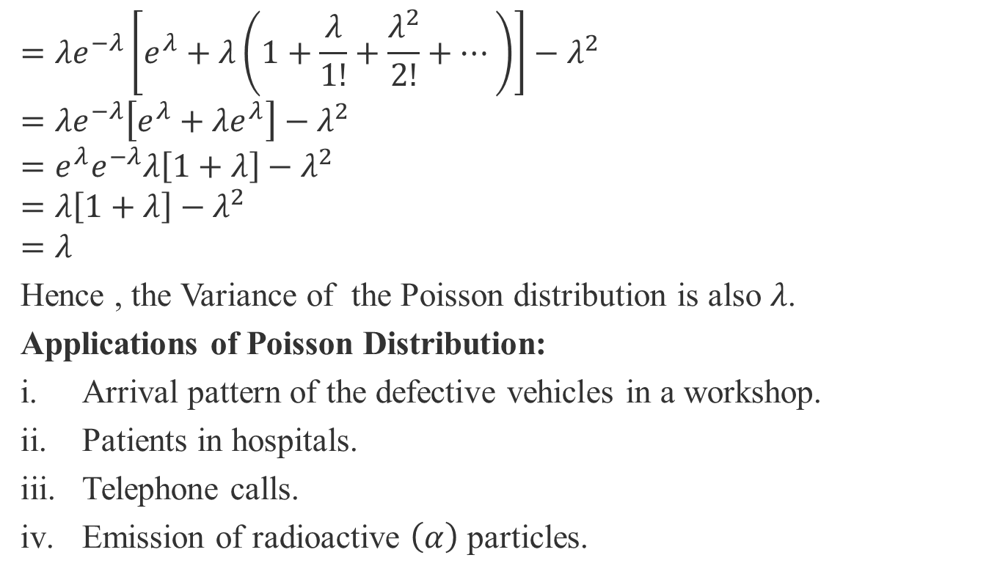 = λe^{−λ}[e^{λ} + λ(1 + λ/1! + λ²/2! + ⋯)] − λ²
= λe^{−λ}[e^{λ} + λe^{λ}] − λ²
= e^{λ}e^{−λ}λ[1 + λ] − λ²
= λ[1 + λ] − λ²
= λ
Hence , the Variance of the Poisson distribution is also λ.
Applications of Poisson Distribution:
i. Arrival pattern of the defective vehicles in a workshop.
ii. Patients in hospitals.
iii. Telephone calls.
iv. Emission of radioactive (α) particles.